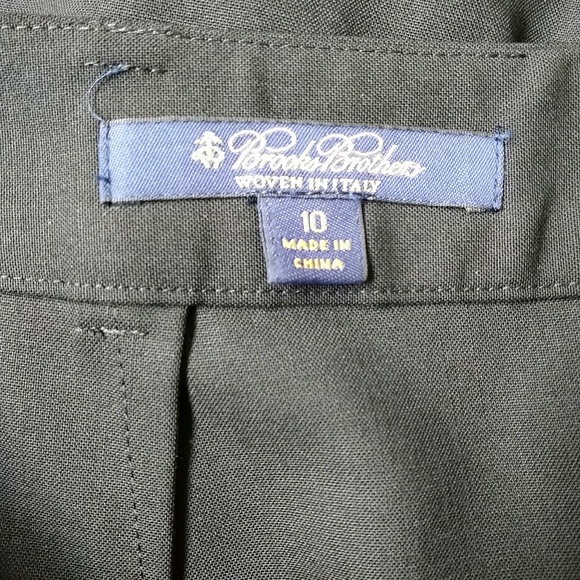 Brooks Brothers
WOVEN IN ITALY
10
MADE IN
CHINA